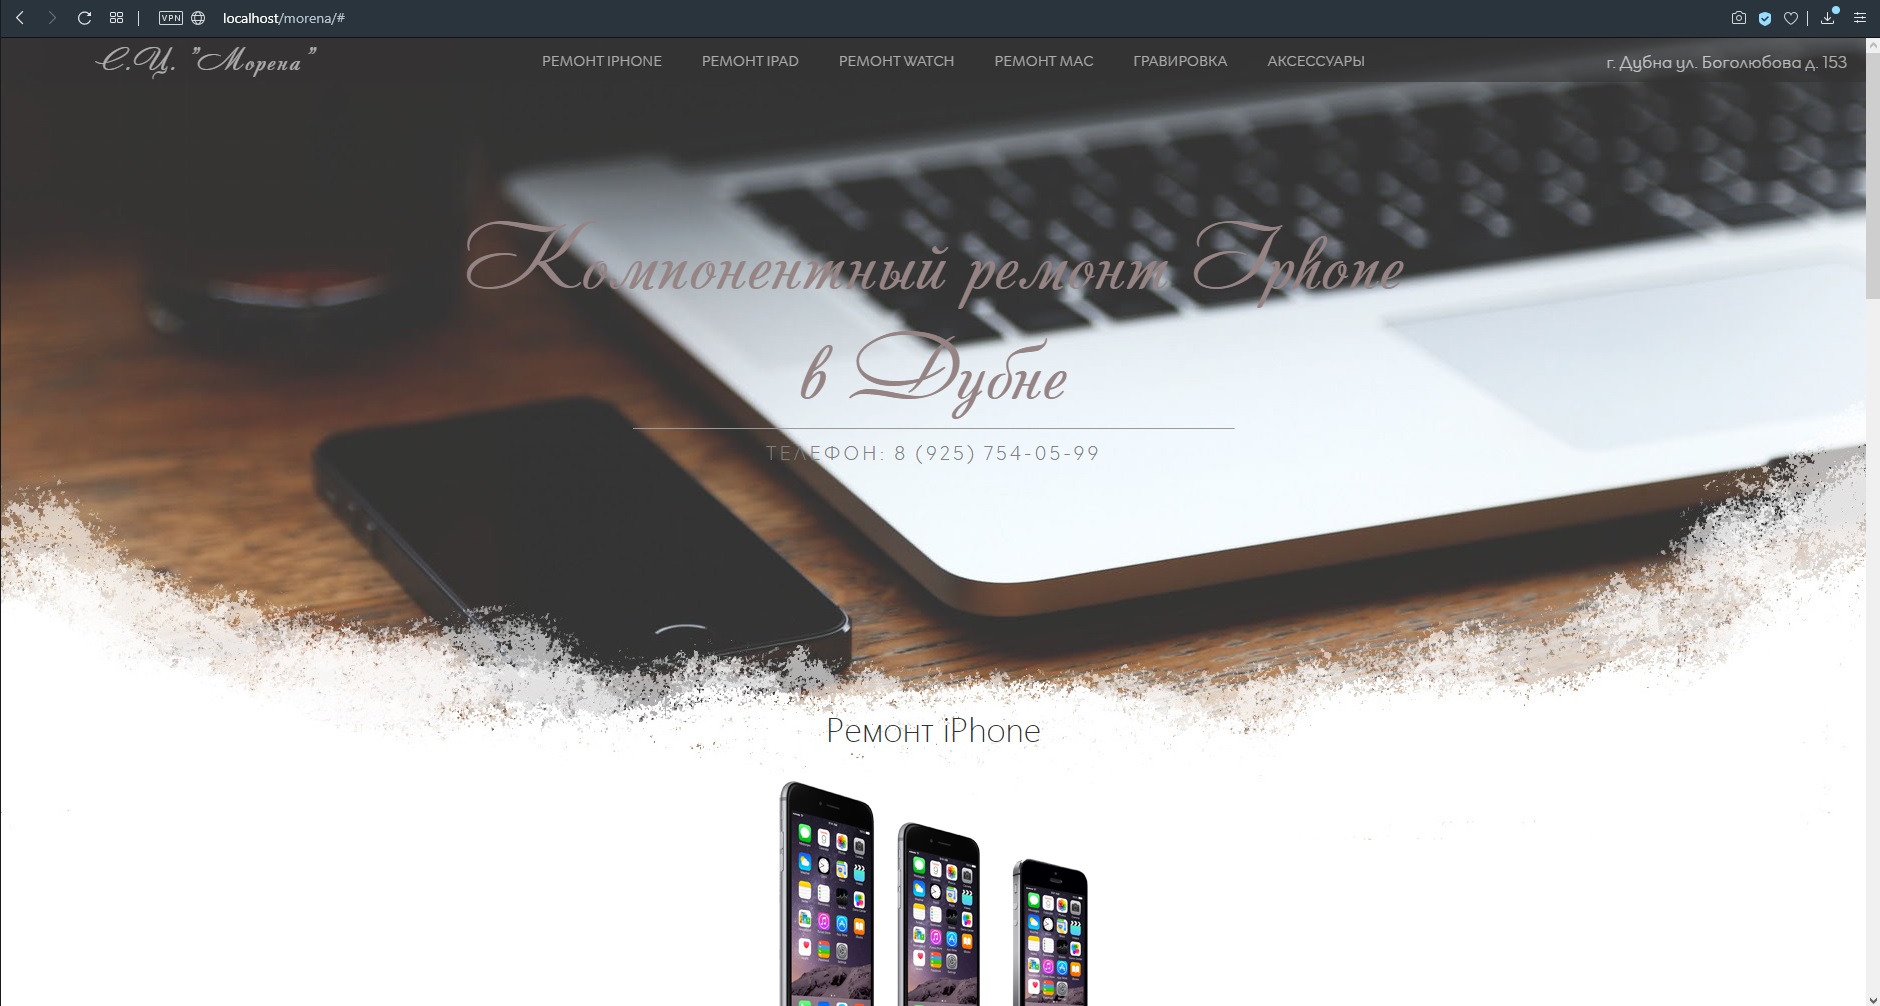 VPN
localhost/morena/#
С.Ц. "Морена"
РЕМОНТ IPHONE
РЕМОНТ IPAD
РЕМОНТ WATCH
РЕМОНТ MAC
ГРАВИРОВКА
АКСЕССУАРЫ
г. Дубна ул. Боголюбова д. 153
Компонентный ремонт Iphone
в Дубне
ТЕЛЕФОН: 8 (925) 754-05-99
Ремонт iPhone